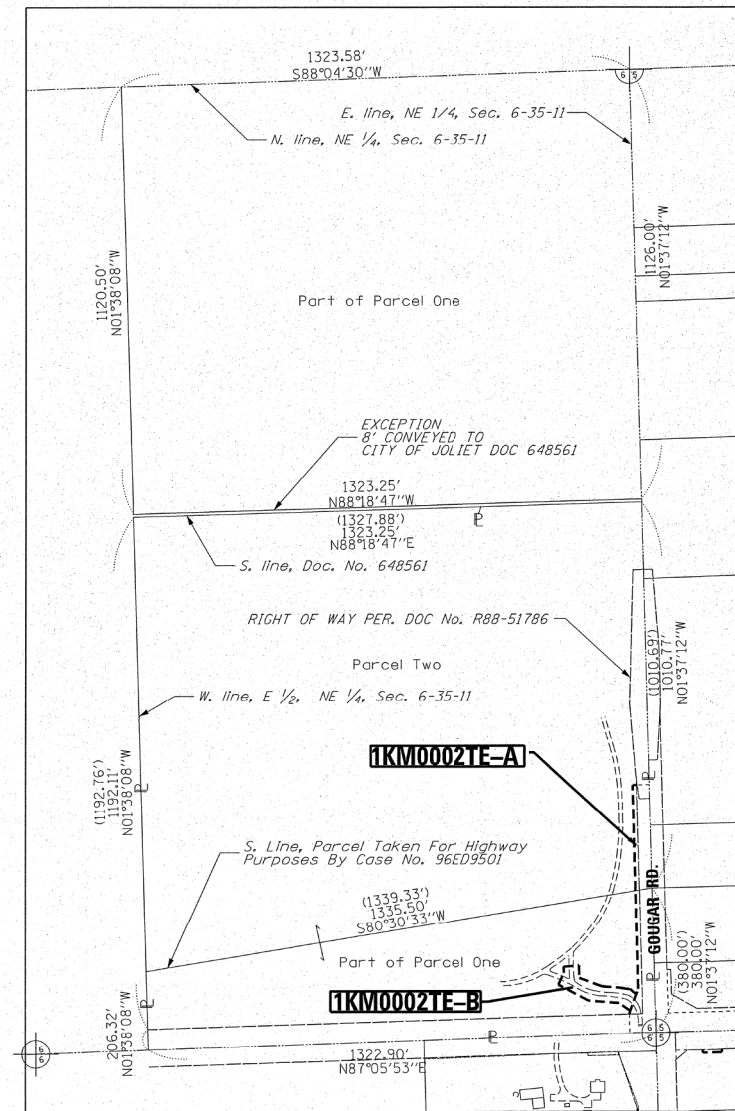 1323.58'
S88°04'30''W
6 5
E. line, NE 1/4, Sec. 6-35-11
N. line, NE ¼, Sec. 6-35-11
1120.50'
N01°38'08''W
1126.00'
N01°37'12''W
Part of Parcel One
EXCEPTION
8' CONVEYED TO
CITY OF JOLIET DOC 648561
1323.25'
N88°18'47''W
(1327.88')
1323.25'
N88°18'47''E
PL
S. line, Doc. No. 648561
RIGHT OF WAY PER. DOC No. R88-51786
(1010.69')
1010.77'
N01°37'12''W
Parcel Two
W. line, E ½, NE ¼, Sec. 6-35-11
1KM0002TE-A
(1192.76')
1192.11'
N01°38'08''W
PL
PL
S. Line, Parcel Taken For Highway
Purposes By Case No. 96ED9501
(1339.33')
1335.50'
S80°30'33''W
GOUGAR RD.
Part of Parcel One
(380.00')
380.00'
N01°37'12''W
PL
1KM0002TE-B
206.32'
N01°38'08''W
PL
PL
6
6
6 5
6 5
1322.90'
N87°05'53''E